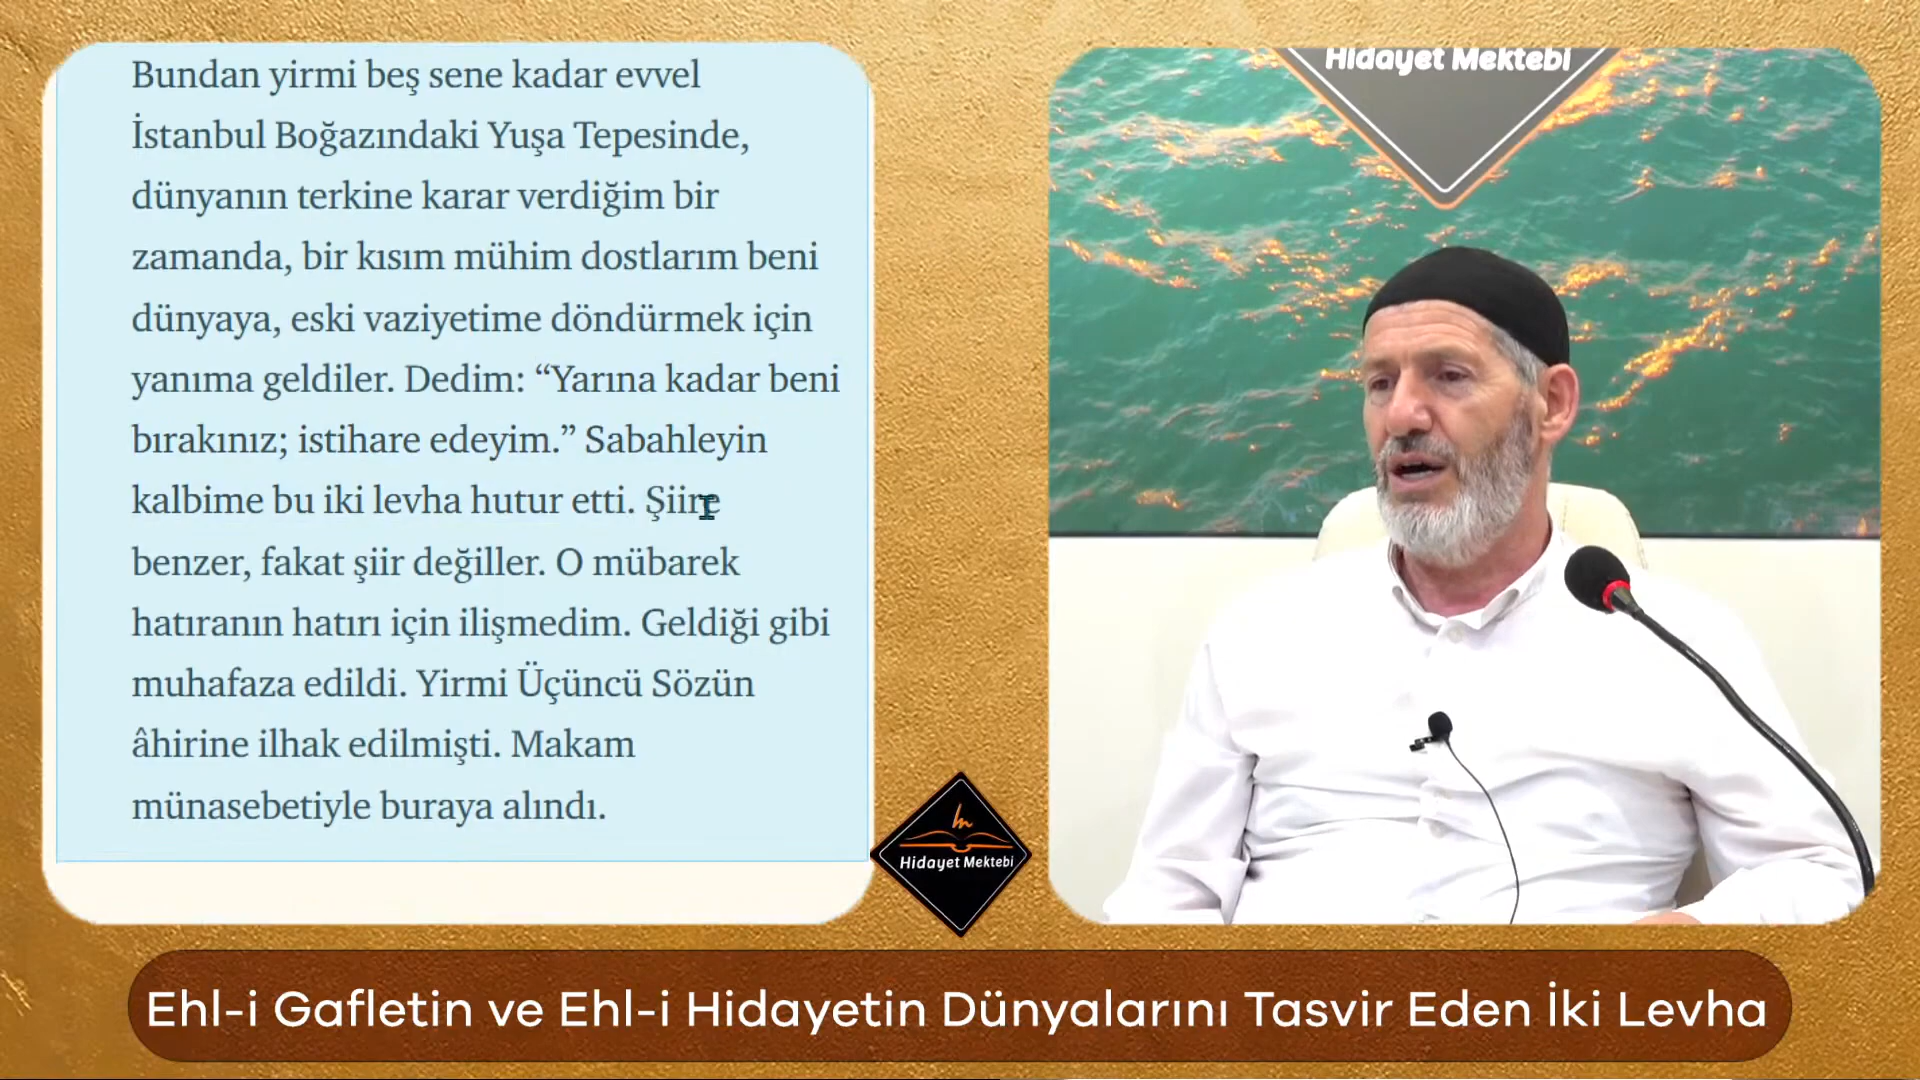 Bundan yirmi beş sene kadar evvel
İstanbul Boğazındaki Yuşa Tepesinde,
dünyanın terkine karar verdiğim bir
zamanda, bir kısım mühim dostlarım beni
dünyaya, eski vaziyetime döndürmek için
yanıma geldiler. Dedim: “Yarına kadar beni
bırakınız; istihare edeyim.” Sabahleyin
kalbime bu iki levha hutur etti. Şiire
benzer, fakat şiir değiller. O mübarek
hatıranın hatırı için ilişmedim. Geldiği gibi
muhafaza edildi. Yirmi Üçüncü Sözün
âhirine ilhak edilmişti. Makam
münasebetiyle buraya alındı.
Hidayet Mektebi
Hidayet Mektebi
Ehl-i Gafletin ve Ehl-i Hidayetin Dünyalarını Tasvir Eden İki Levha